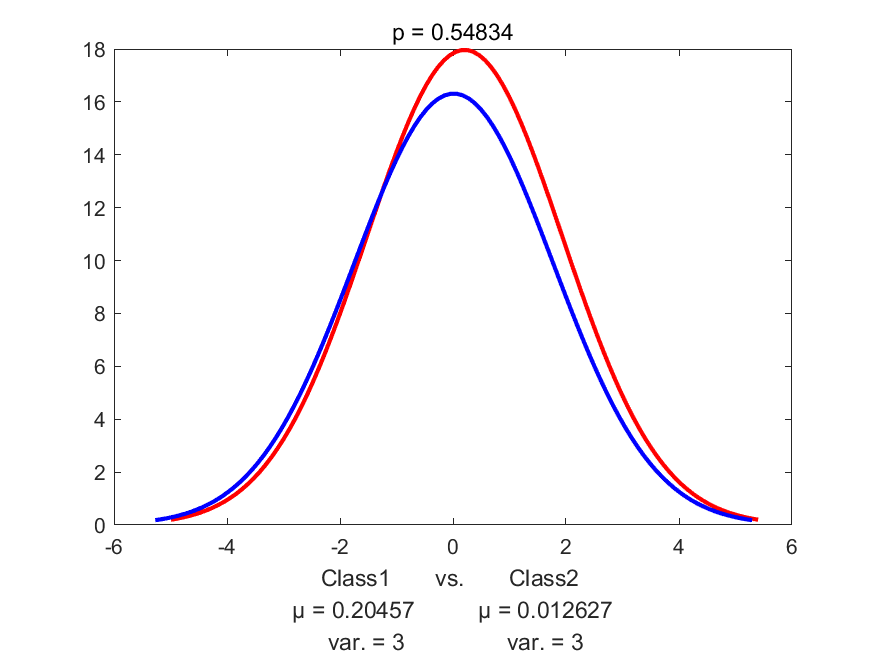 p = 0.54834
18
16
14
12
10
8
6
4
2
0
-6 -4 -2 0 2 4 6
Class1 vs. Class2
μ = 0.20457 μ = 0.012627
var. = 3 var. = 3